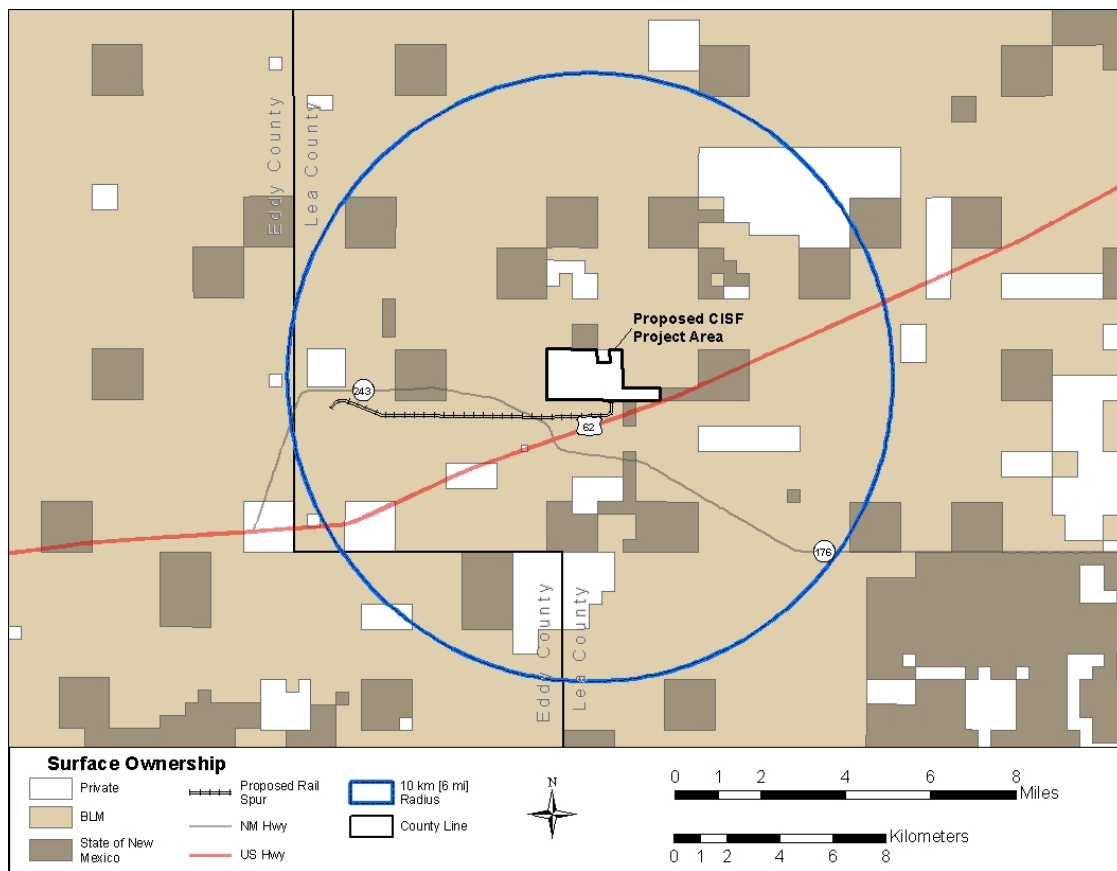 Eddy County
Lea County
Proposed CISF
Project Area
243
62
176
Eddy County
Lea County
Surface Ownership
Private
BLM
State of New
Mexico
Proposed Rail
Spur
NM Hwy
US Hwy
10 km [6 mi]
Radius
County Line
N
0 1 2 4 6 8
Miles
Kilometers
0 1 2 4 6 8